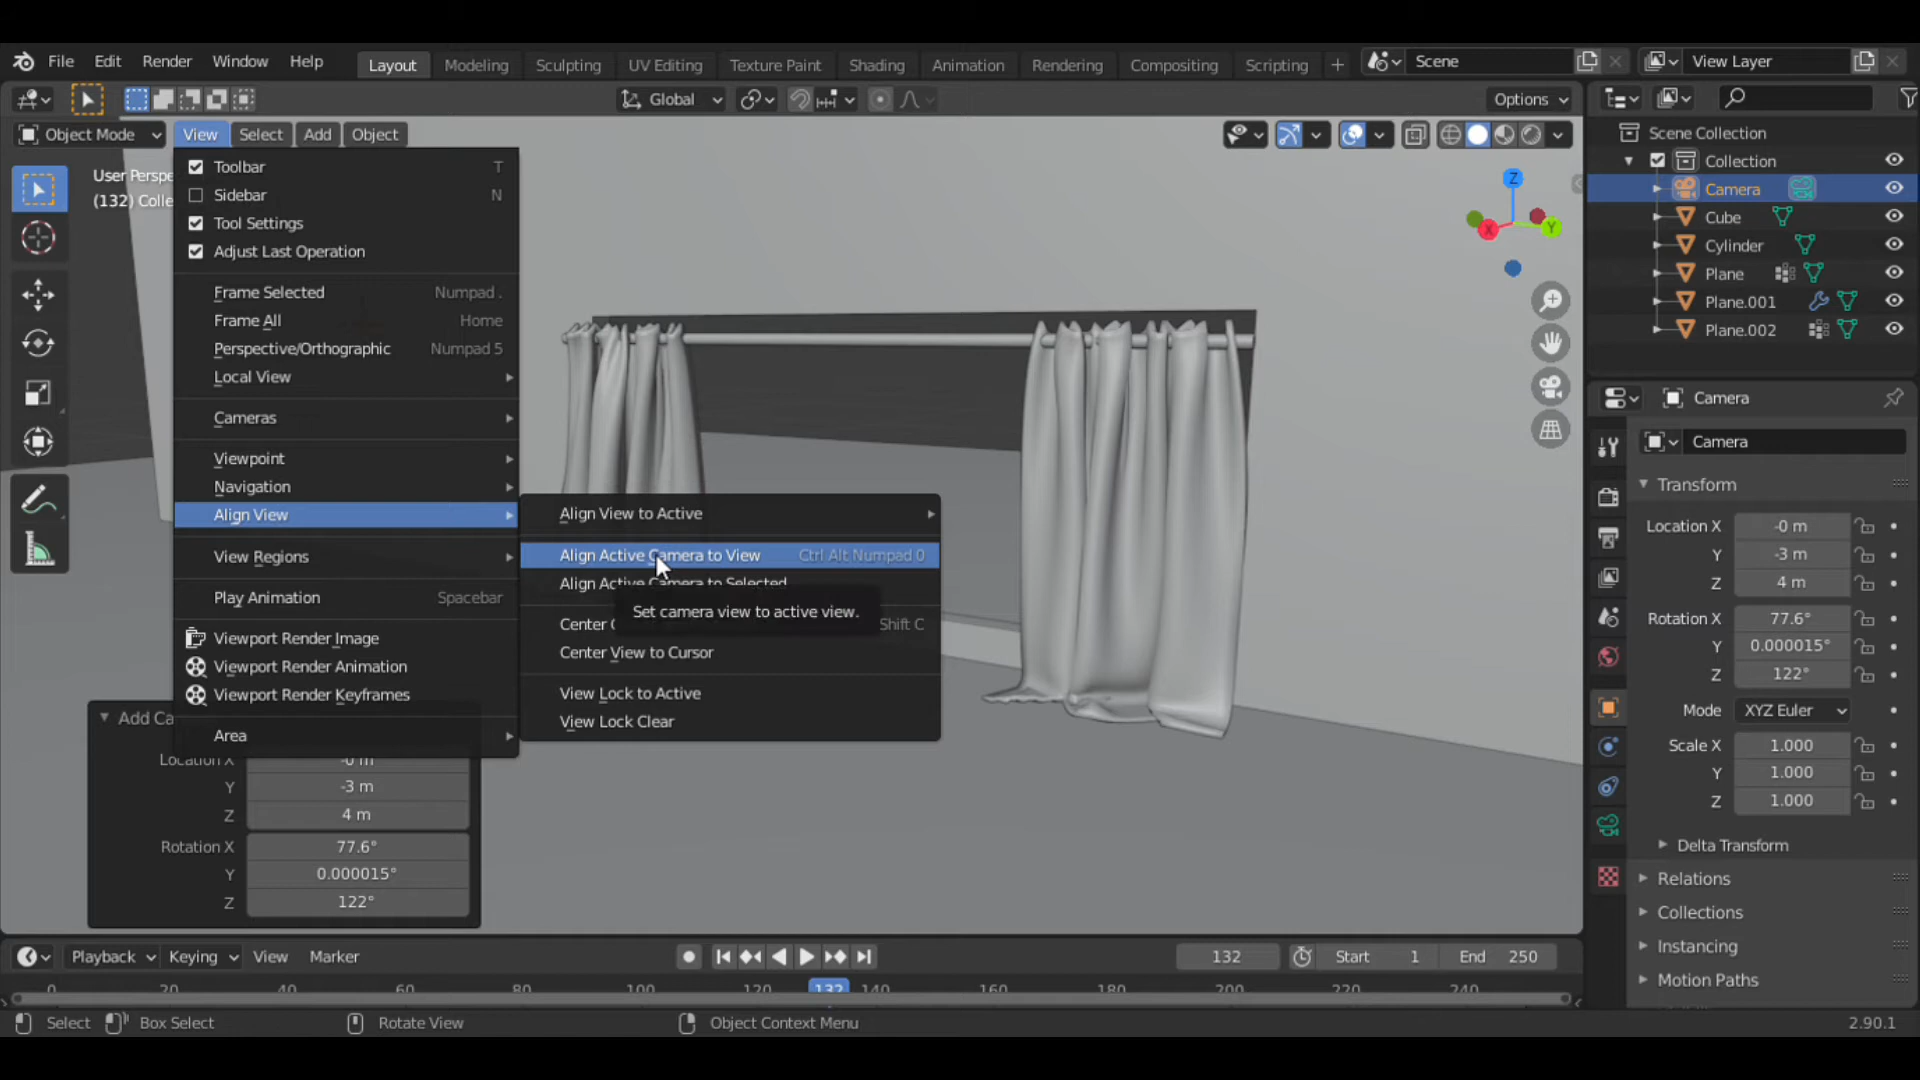 File Edit Render Window Help Layout Modeling Sculpting UV Editing Texture Paint Shading Animation Rendering Compositing Scripting + Scene View Layer
Global Options
Object Mode View Select Add Object
Scene Collection
Collection
Camera
Cube
Cylinder
Plane
Plane.001
Plane.002
User Perspe
(132) Colle
Toolbar T
Sidebar N
Tool Settings
Adjust Last Operation
Frame Selected Numpad .
Frame All Home
Perspective/Orthographic Numpad 5
Local View
Cameras
Viewpoint
Navigation
Align View
View Regions
Play Animation Spacebar
Viewport Render Image
Viewport Render Animation
Viewport Render Keyframes
Area
Align View to Active
Align Active Camera to View Ctrl Alt Numpad 0
Align Active Camera to Selected
Set camera view to active view.
Center Shift C
Center View to Cursor
View Lock to Active
View Lock Clear
Z
X
Y
Add Ca
Location X -0 m
Y -3 m
Z 4 m
Rotation X 77.6°
Y 0.000015°
Z 122°
Camera
Camera
Transform
Location X -0 m
Y -3 m
Z 4 m
Rotation X 77.6°
Y 0.000015°
Z 122°
Mode XYZ Euler
Scale X 1.000
Y 1.000
Z 1.000
Delta Transform
Relations
Collections
Instancing
Motion Paths
Playback Keying View Marker 132 Start 1 End 250
0 20 40 60 80 100 120 132 140 160 180 200 220 240
Select Box Select Rotate View Object Context Menu 2.90.1